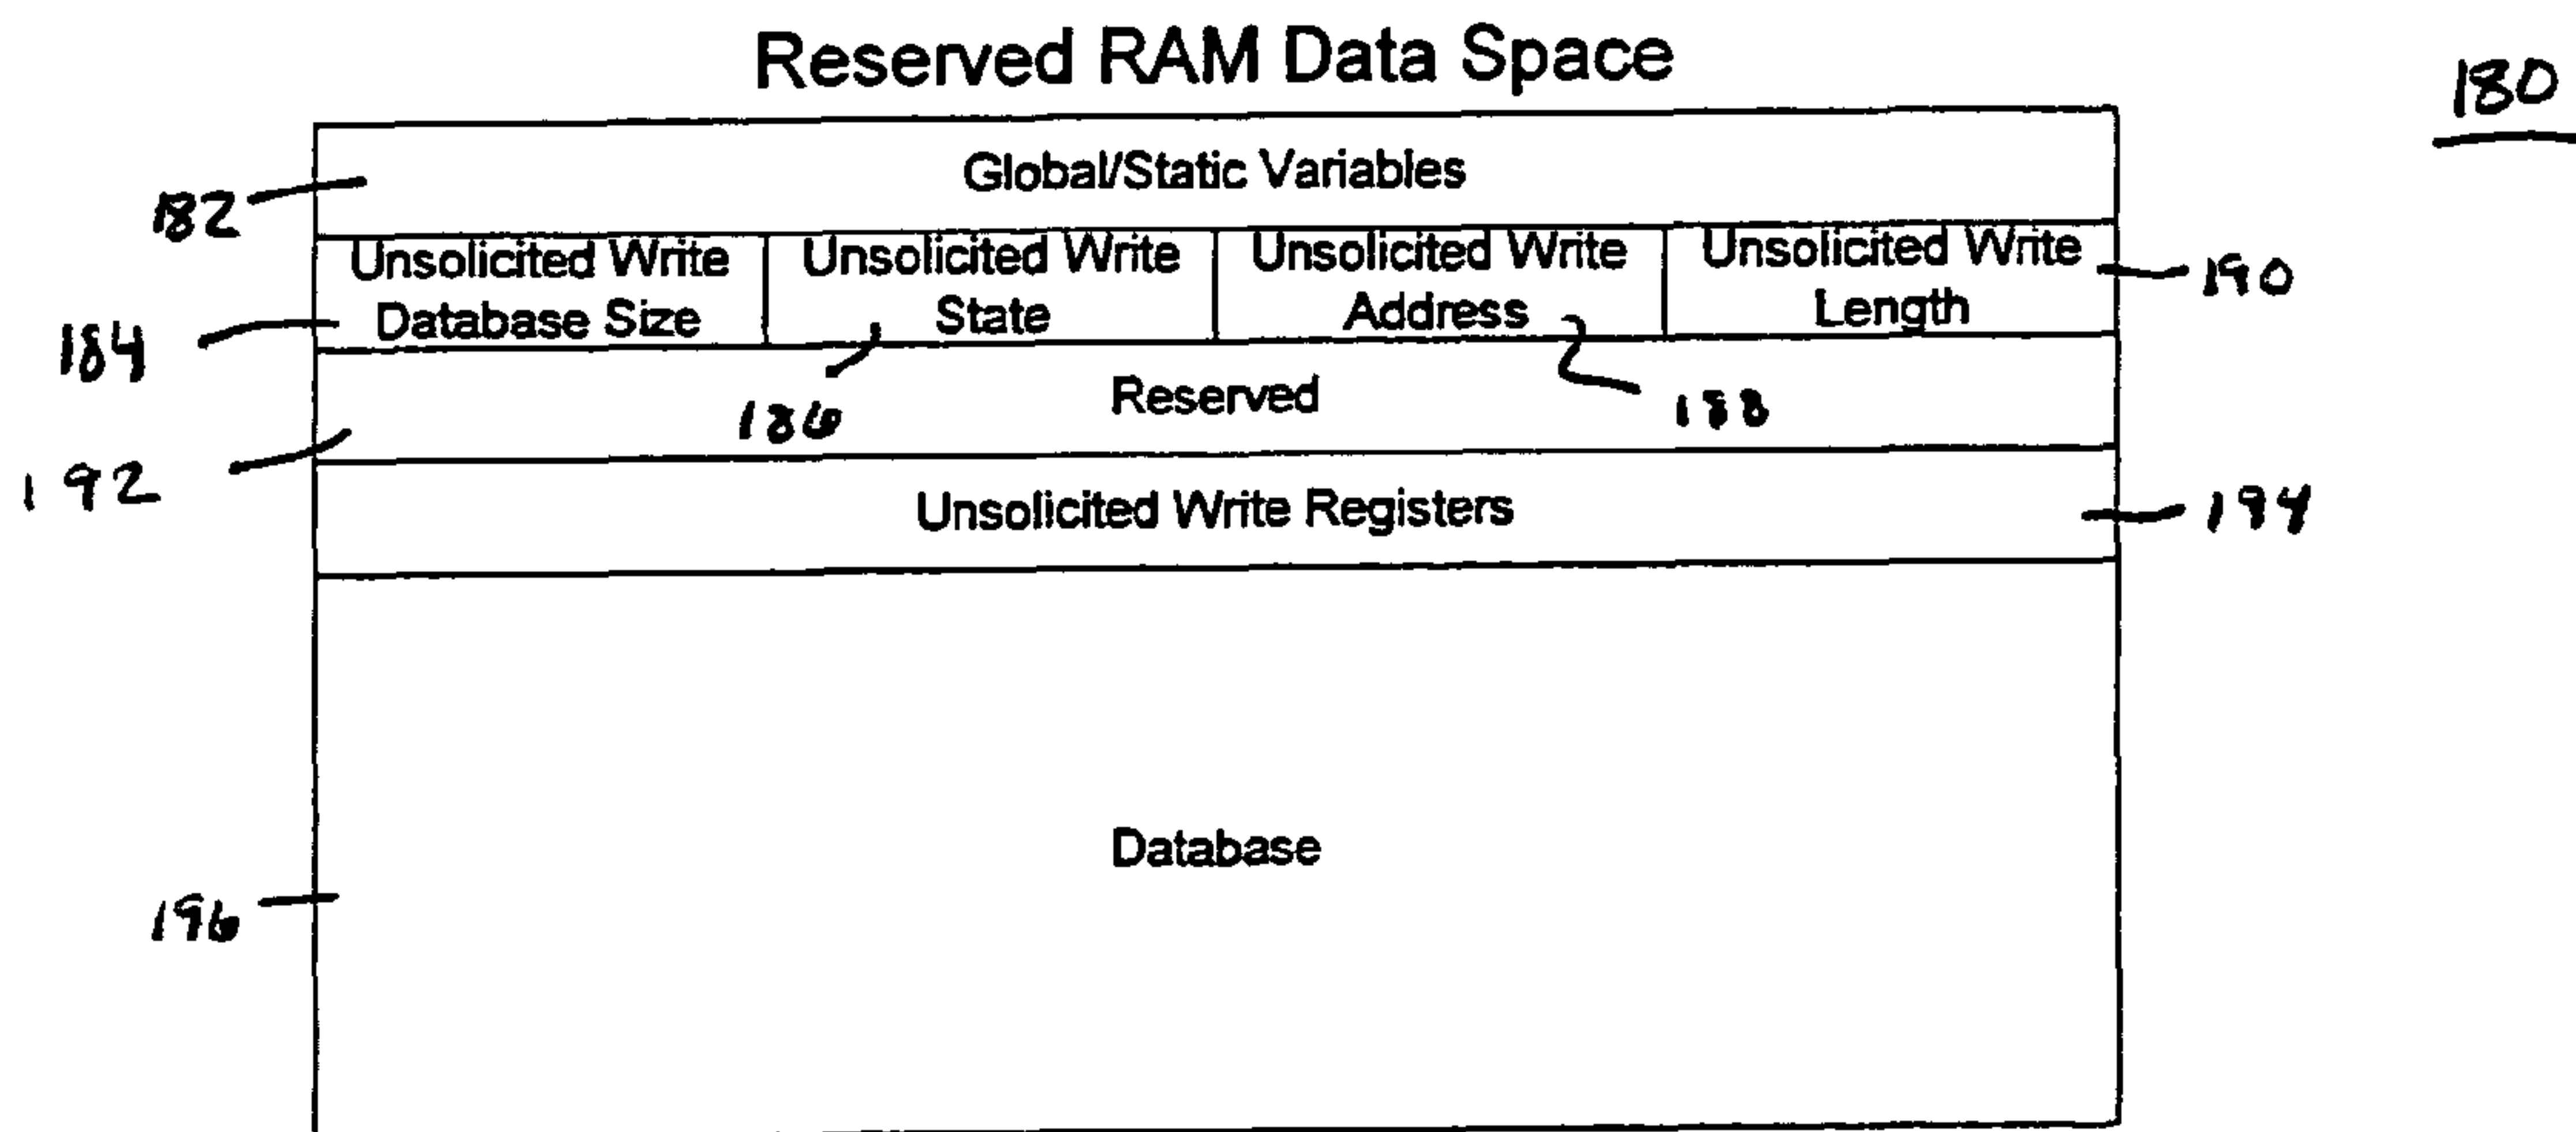 Reserved RAM Data Space
180
Global/Static Variables
182
Unsolicited Write
Database Size
Unsolicited Write
State
Unsolicited Write
Address
Unsolicited Write
Length
190
184
186
Reserved
188
192
Unsolicited Write Registers
194
Database
196